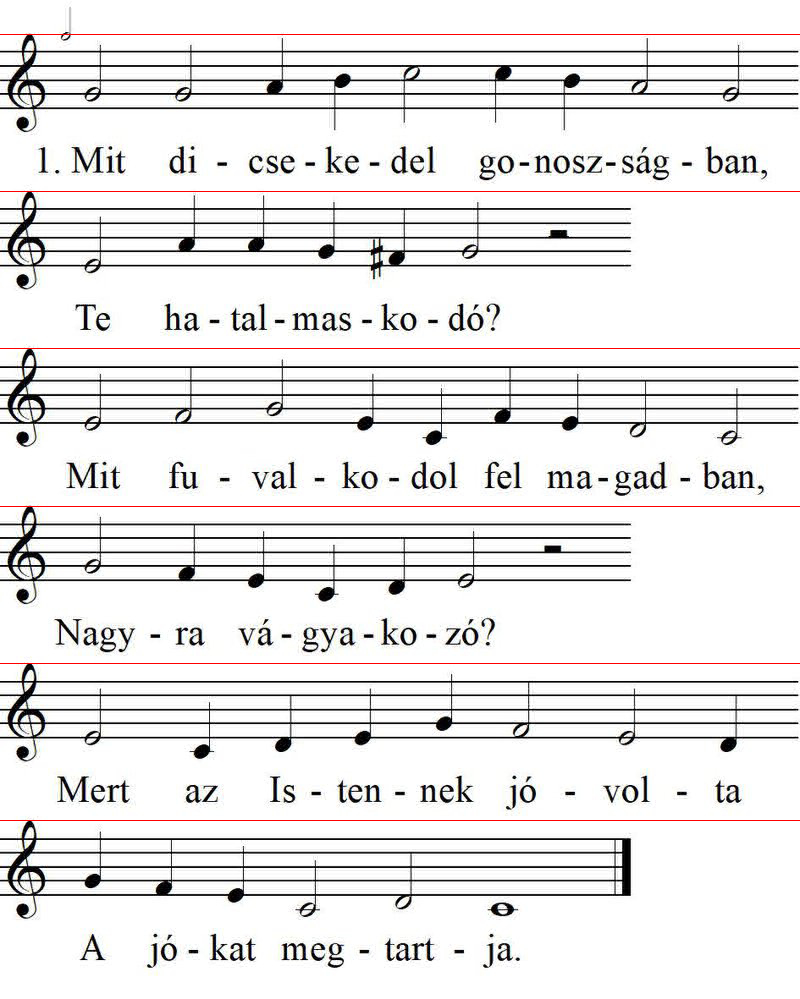 1. Mit di - cse - ke - del go - nosz - ság - ban,
Te ha - tal - mas - ko - dó?
Mit fu - val - ko - dol fel ma - gad - ban,
Nagy - ra vá - gya - ko - zó?
Mert az Is - ten - nek jó - vol - ta
A jó - kat meg - tart - ja.